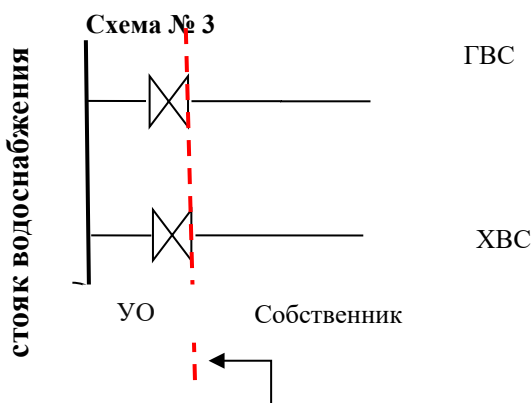 Схема № 3
ГВС
стояк водоснабжения
ХВС
УО
Собственник